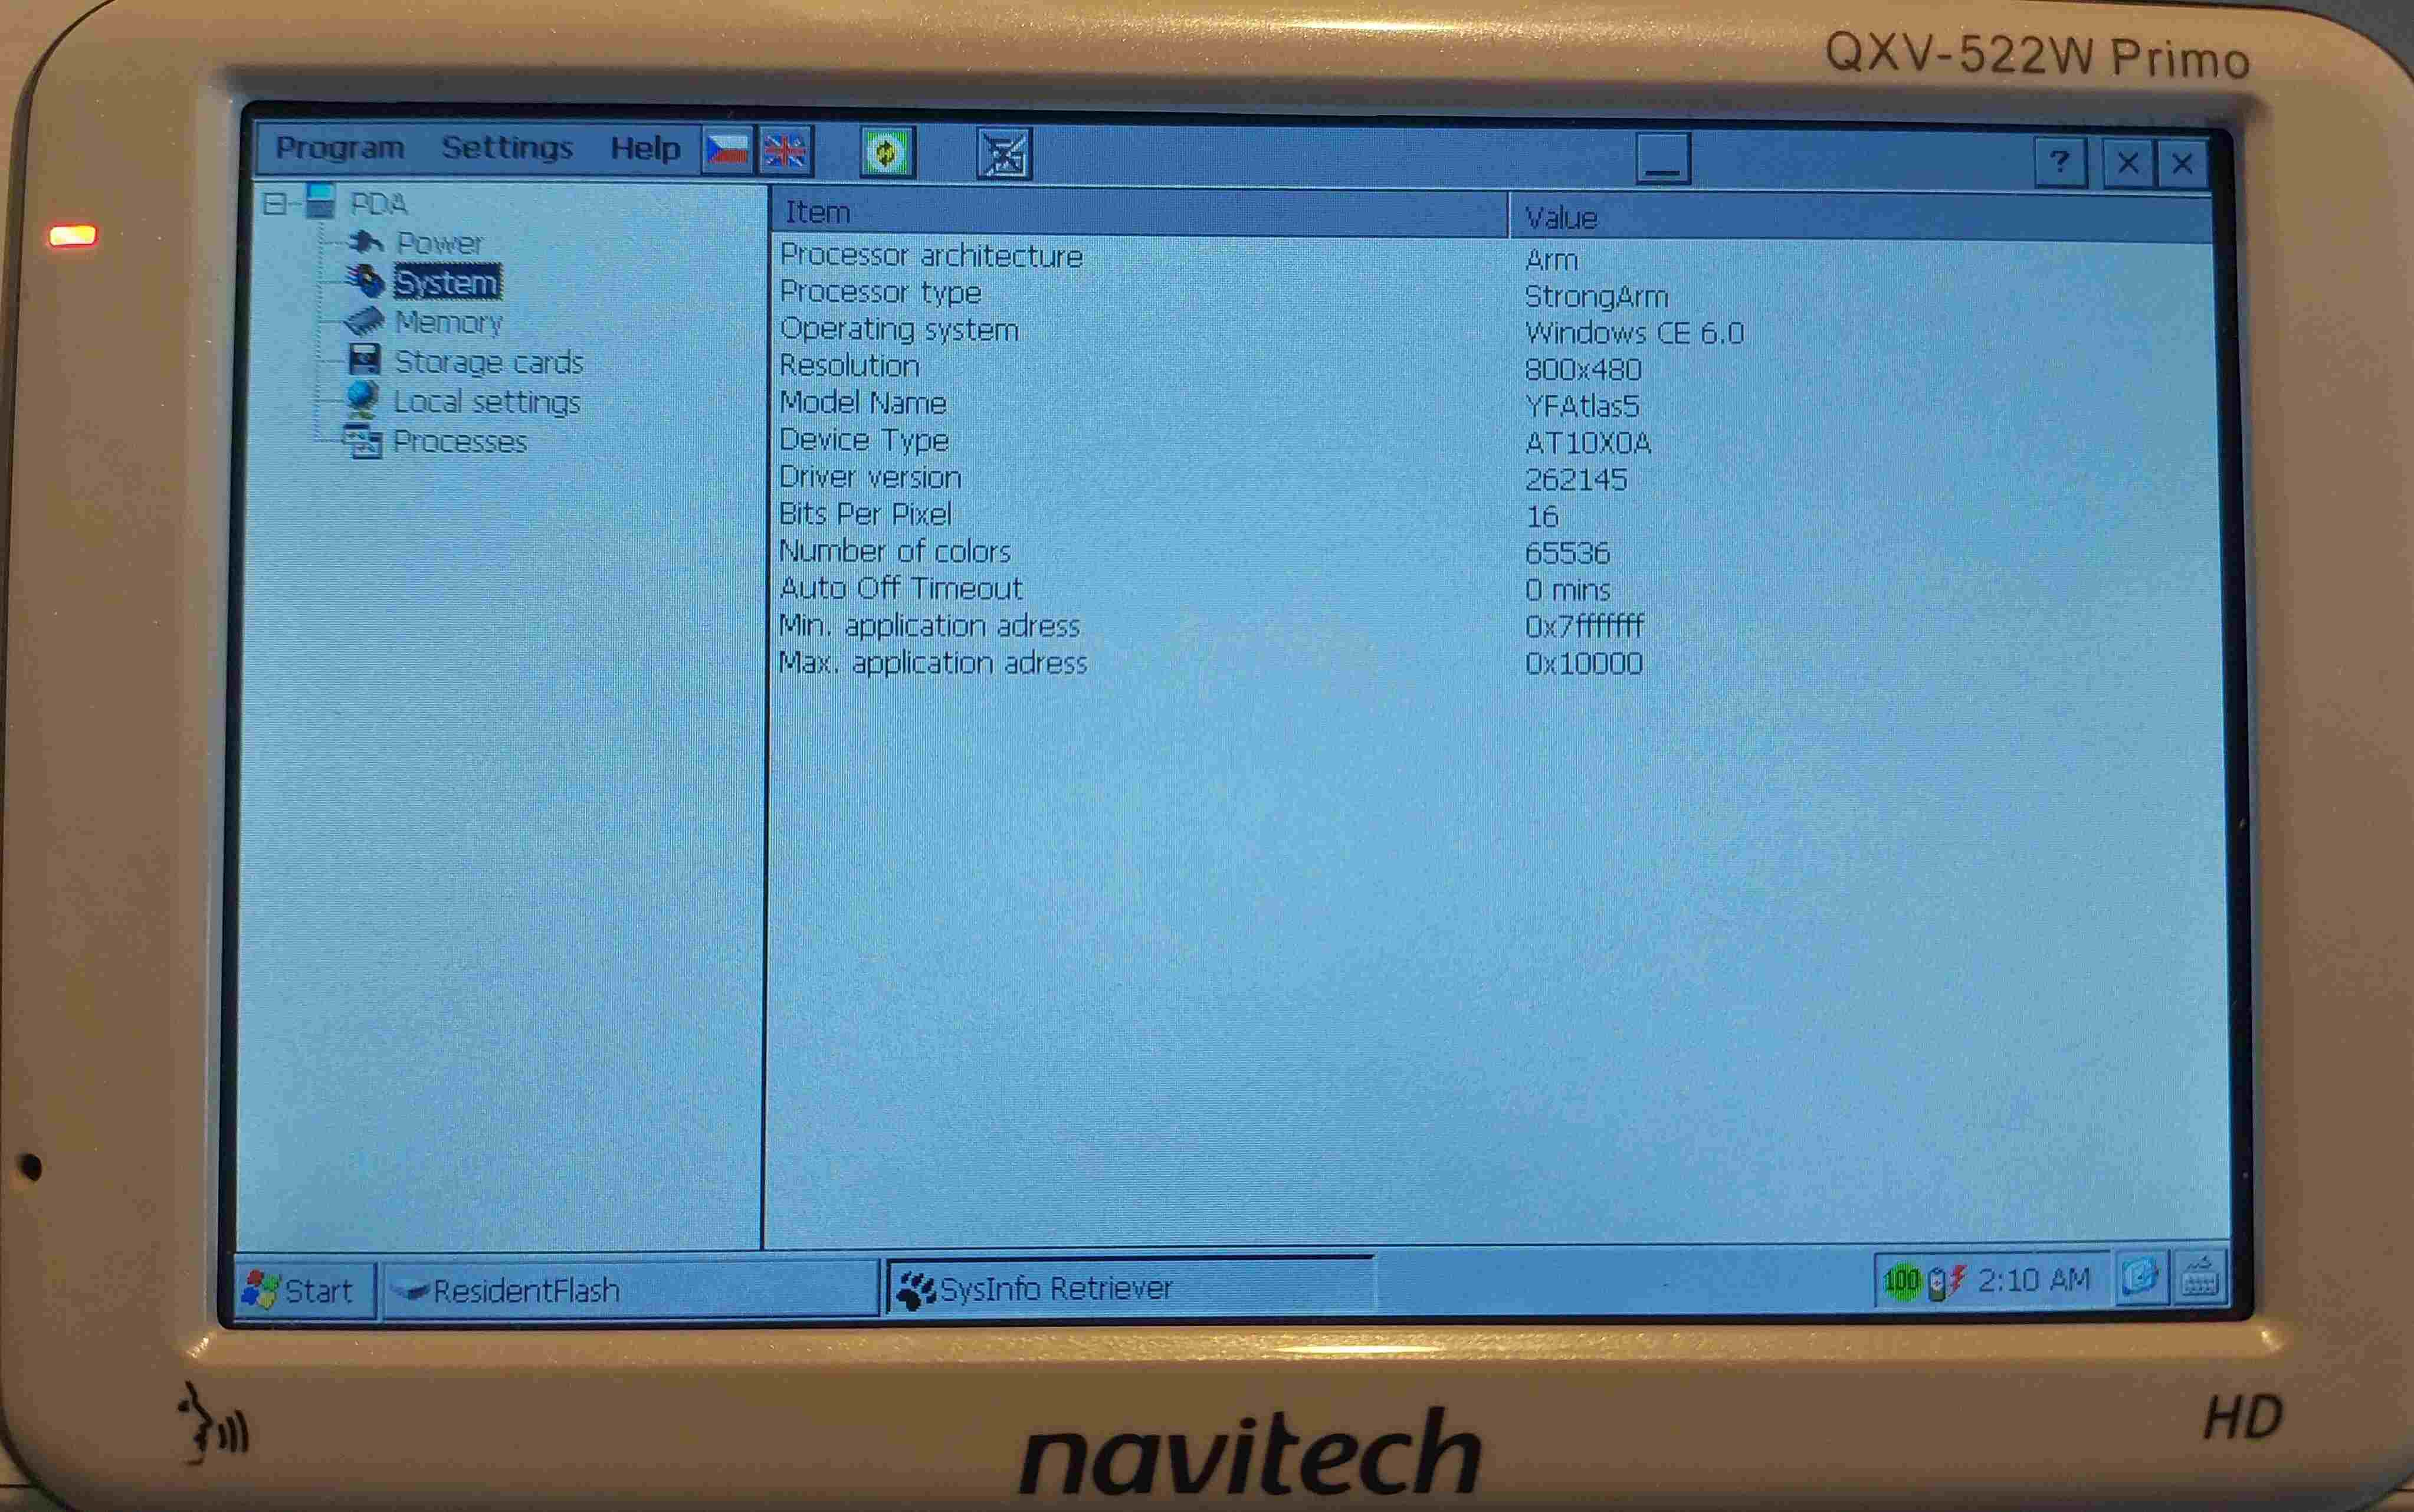 QXV-522W Primo
Program Settings Help ? × ×
PDA
Power
System
Memory
Storage cards
Local settings
Processes
Item Value
Processor architecture Arm
Processor type StrongArm
Operating system Windows CE 6.0
Resolution 800x480
Model Name YFAtlas5
Device Type AT10X0A
Driver version 262145
Bits Per Pixel 16
Number of colors 65536
Auto Off Timeout 0 mins
Min. application adress 0x7fffffff
Max. application adress 0x10000
Start ResidentFlash SysInfo Retriever 100 2:10 AM
navitech
HD